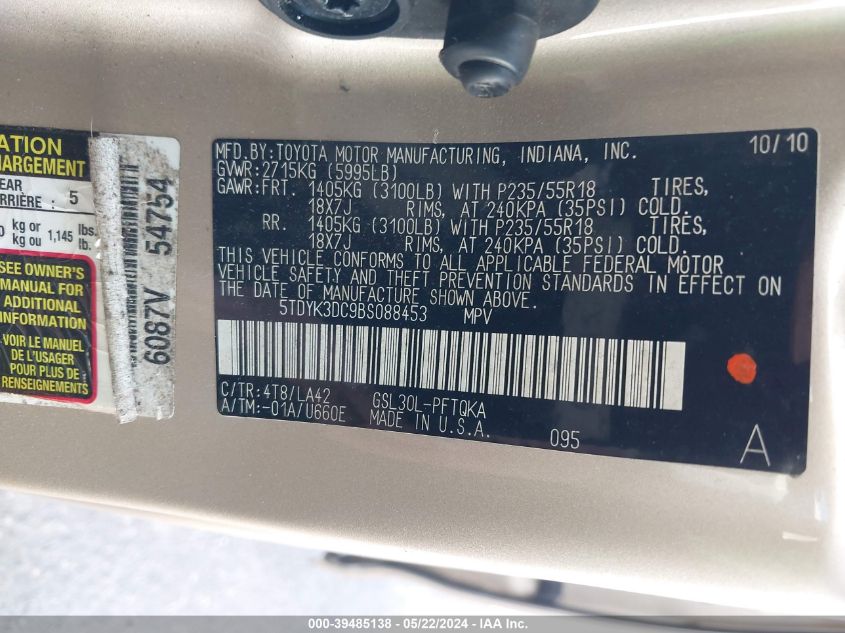 ATION
HARGEMENT
EAR
RRIÈRE : 5
0 kg or 1,145 lbs.
kg ou lb.
SEE OWNER'S
MANUAL FOR
ADDITIONAL
INFORMATION
VOIR LE MANUEL
DE L'USAGER
POUR PLUS DE
RENSEIGNEMENTS
6087V 54754
MFD.BY:TOYOTA MOTOR MANUFACTURING, INDIANA, INC. 10/10
GVWR:2715KG (5995LB)
GAWR:FRT. 1405KG (3100LB) WITH P235/55R18 TIRES,
18X7J RIMS, AT 240KPA (35PSI) COLD.
RR. 1405KG (3100LB) WITH P235/55R18 TIRES,
18X7J RIMS, AT 240KPA (35PSI) COLD.
THIS VEHICLE CONFORMS TO ALL APPLICABLE FEDERAL MOTOR
VEHICLE SAFETY AND THEFT PREVENTION STANDARDS IN EFFECT ON
THE DATE OF MANUFACTURE SHOWN ABOVE.
5TDYK3DC9BS088453 MPV
C/TR:4T8/LA42 GSL30L-PFTQKA
A/TM:-01A/U660E MADE IN U.S.A.
095
A
000-39485138 - 05/22/2024 - IAAI.com